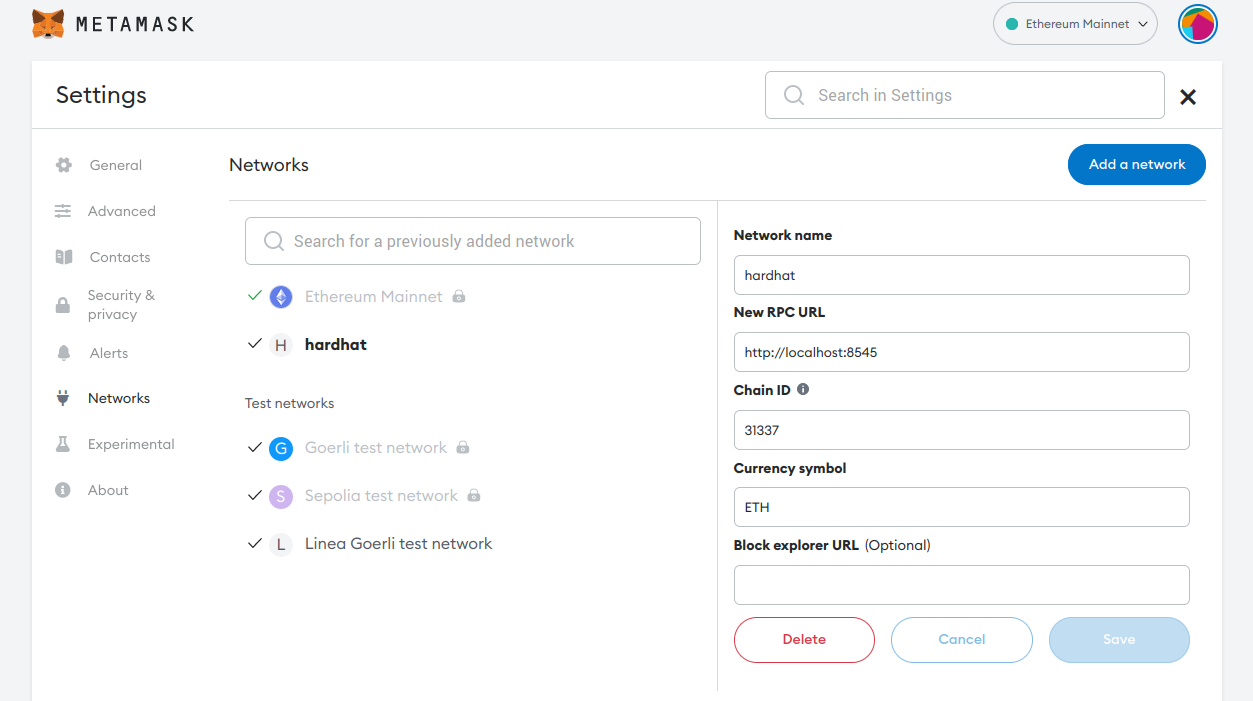 METAMASK
Ethereum Mainnet
Settings
Search in Settings
General
Advanced
Contacts
Security &
privacy
Alerts
Networks
Experimental
About
Networks
Add a network
Search for a previously added network
Ethereum Mainnet
H hardhat
Test networks
G Goerli test network
S Sepolia test network
L Linea Goerli test network
Network name
hardhat
New RPC URL
http://localhost:8545
Chain ID
31337
Currency symbol
ETH
Block explorer URL (Optional)
Delete
Cancel
Save